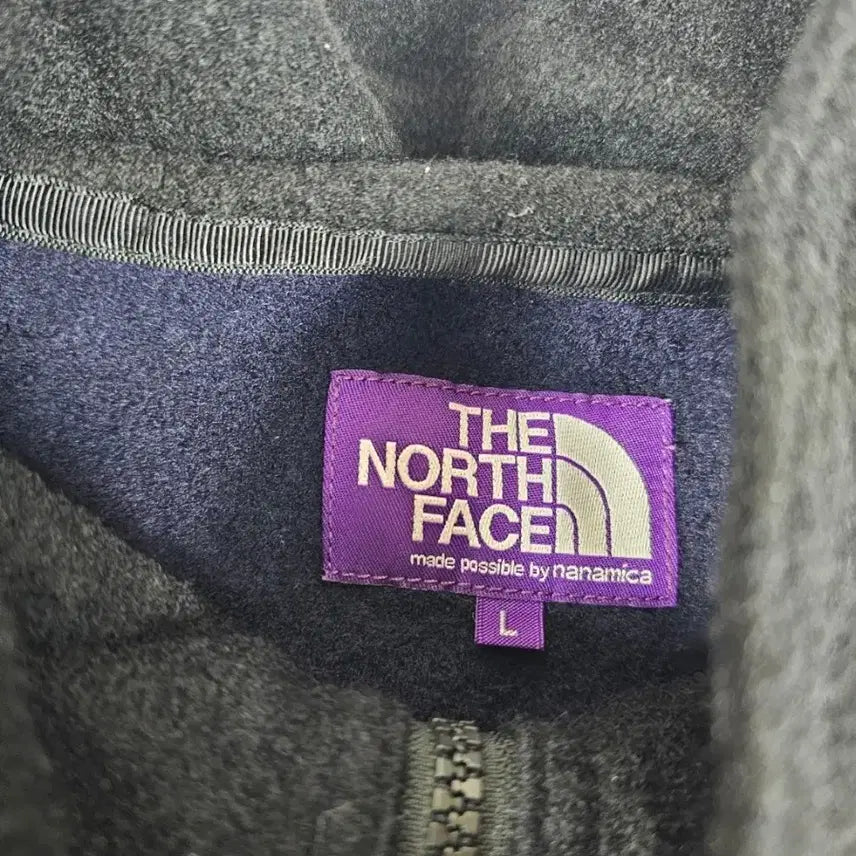 THE
NORTH
FACE
made possible by nanamica
L